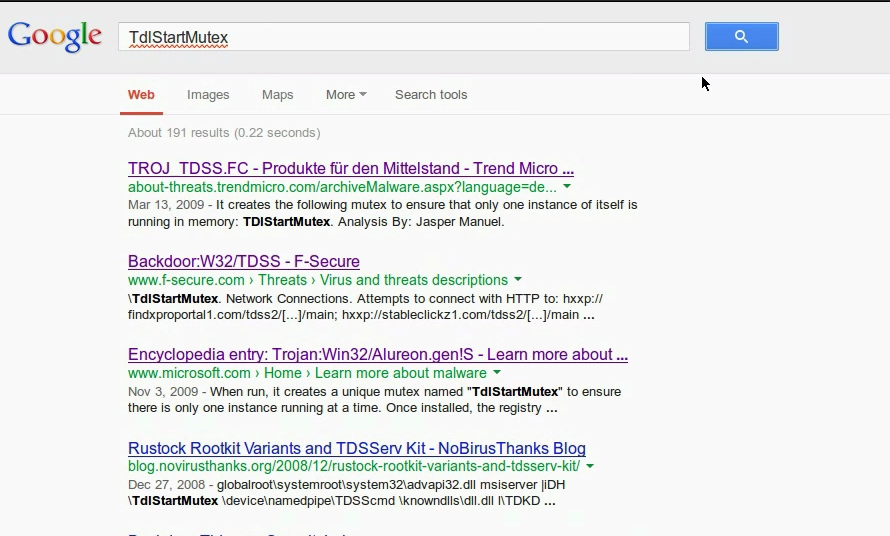 Google
TdlStartMutex
Web Images Maps More Search tools
About 191 results (0.22 seconds)
TROJ_TDSS.FC - Produkte für den Mittelstand - Trend Micro ...
about-threats.trendmicro.com/archiveMalware.aspx?language=de...
Mar 13, 2009 - It creates the following mutex to ensure that only one instance of itself is
running in memory: TDlStartMutex. Analysis By: Jasper Manuel.
Backdoor:W32/TDSS - F-Secure
www.f-secure.com › Threats › Virus and threats descriptions
\TdlStartMutex. Network Connections. Attempts to connect with HTTP to: hxxp://
findxproportal1.com/tdss2/[...]/main; hxxp://stableclickz1.com/tdss2/[...]/main ...
Encyclopedia entry: Trojan:Win32/Alureon.gen!S - Learn more about ...
www.microsoft.com › Home › Learn more about malware
Nov 3, 2009 - When run, it creates a unique mutex named "TdlStartMutex" to ensure
there is only one instance running at a time. Once installed, the registry ...
Rustock Rootkit Variants and TDSServ Kit - NoBirusThanks Blog
blog.novirusthanks.org/2008/12/rustock-rootkit-variants-and-tdsserv-kit/
Dec 27, 2008 - globalroot\systemroot\system32\advapi32.dll msiserver |iDH
\TdlStartMutex \device\namedpipe\TDSScmd \knowndlls\dll.dll l\TDKD ...